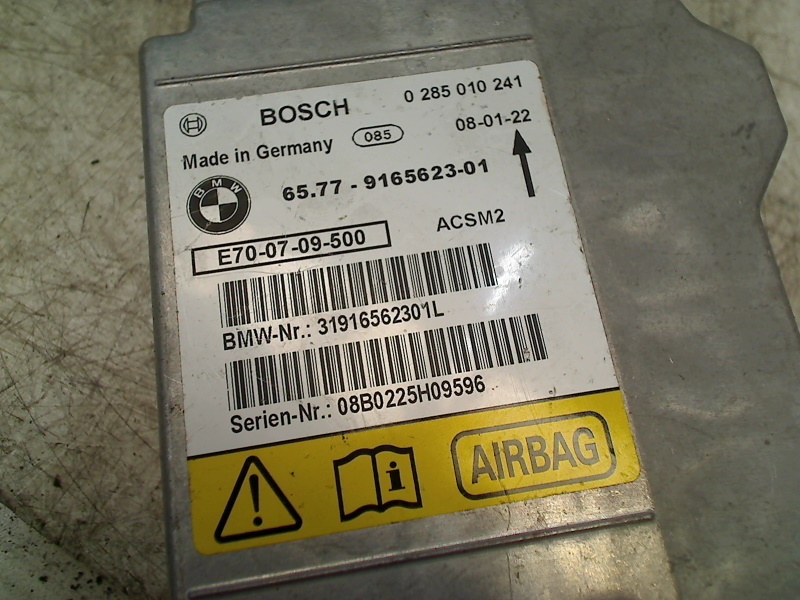 BOSCH 0 285 010 241
Made in Germany 085 08-01-22
BMW 65.77 - 9165623-01
E70-07-09-500 ACSM2
BMW-Nr.: 31916562301L
Serien-Nr.: 08B0225H09596
AIRBAG